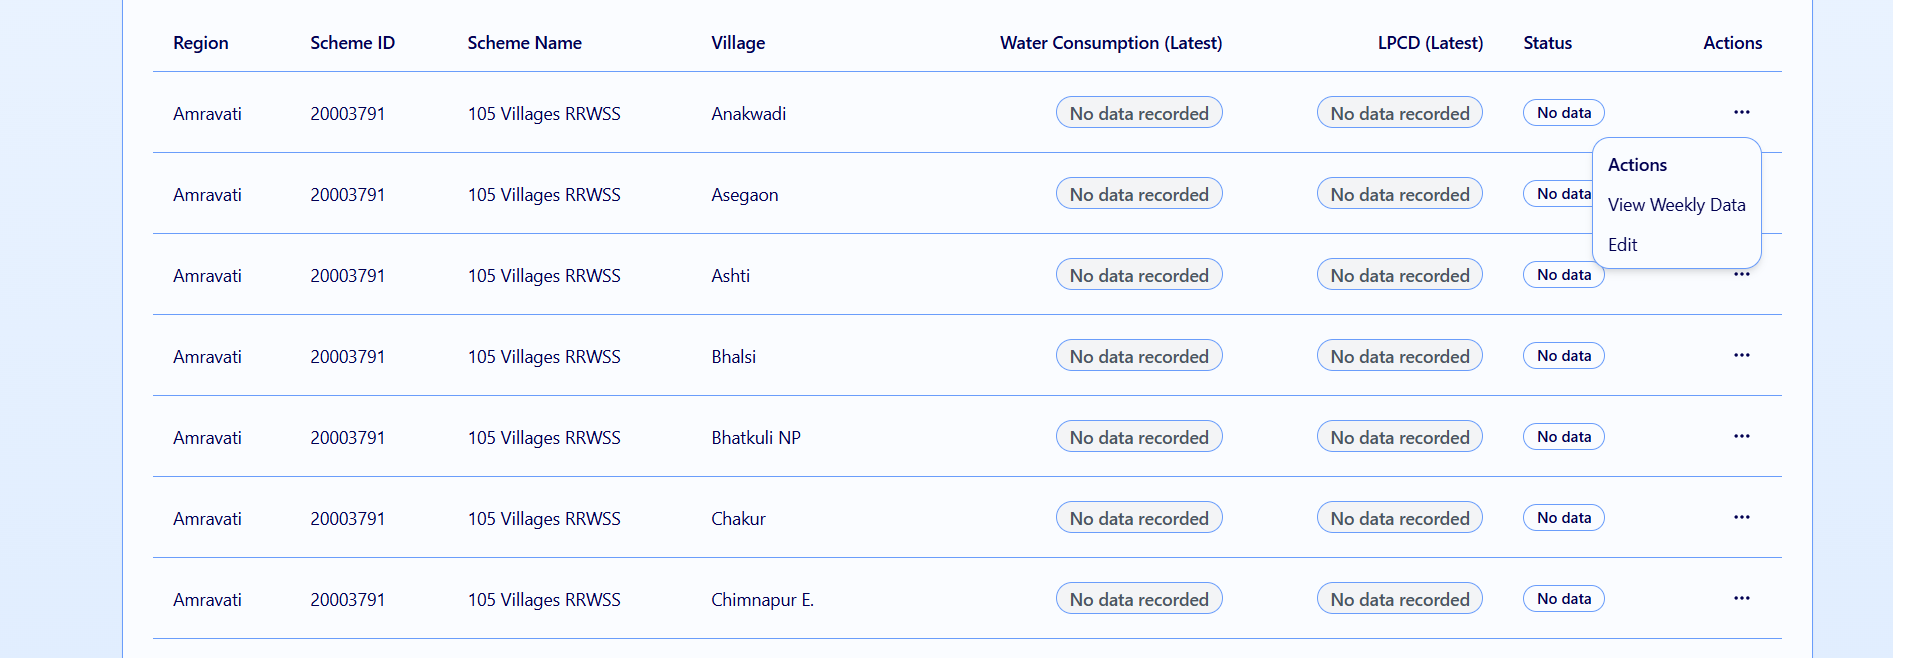 Region Scheme ID Scheme Name Village Water Consumption (Latest) LPCD (Latest) Status Actions
Amravati 20003791 105 Villages RRWSS Anakwadi No data recorded No data recorded No data ...
Actions
View Weekly Data
Edit
Amravati 20003791 105 Villages RRWSS Asegaon No data recorded No data recorded No data
Amravati 20003791 105 Villages RRWSS Ashti No data recorded No data recorded No data ...
Amravati 20003791 105 Villages RRWSS Bhalsi No data recorded No data recorded No data ...
Amravati 20003791 105 Villages RRWSS Bhatkuli NP No data recorded No data recorded No data ...
Amravati 20003791 105 Villages RRWSS Chakur No data recorded No data recorded No data ...
Amravati 20003791 105 Villages RRWSS Chimnapur E. No data recorded No data recorded No data ...